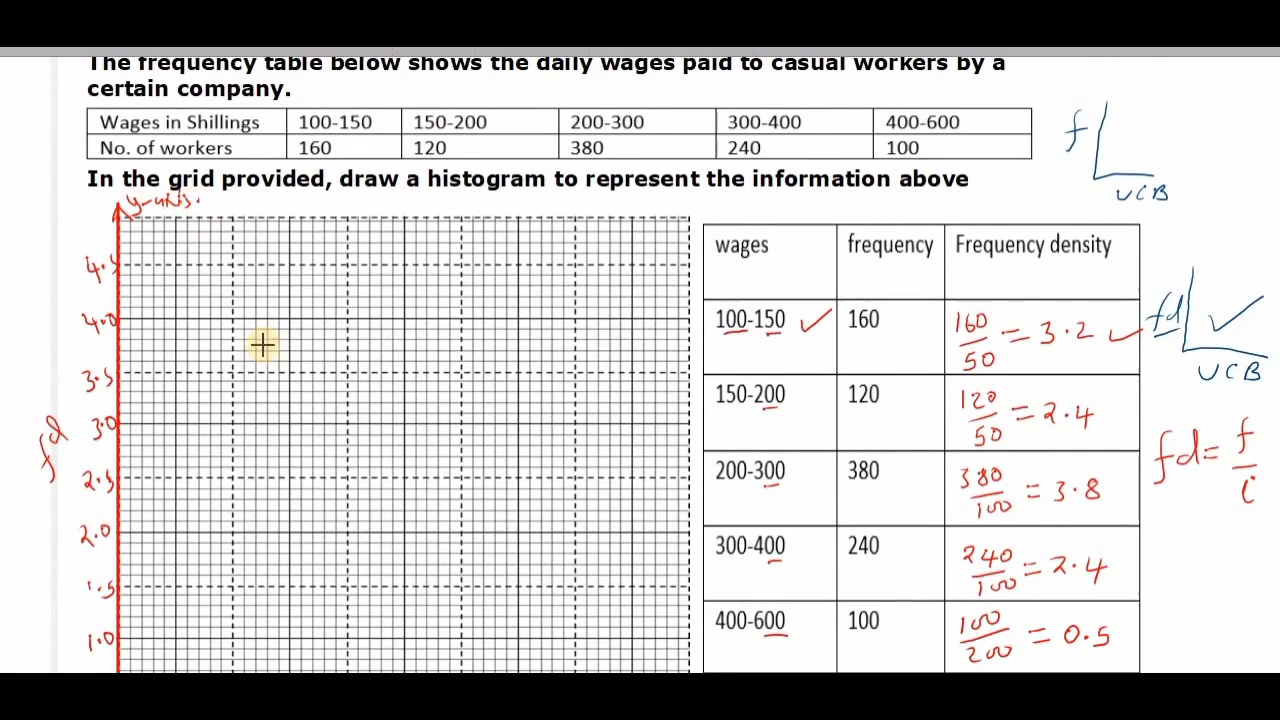 The frequency table below shows the daily wages paid to casual workers by a
certain company.
Wages in Shillings 100-150 150-200 200-300 300-400 400-600
No. of workers 160 120 380 240 100
In the grid provided, draw a histogram to represent the information above
f
UCB
y-axis.
4.5
4.0
3.5
3.0
2.5
2.0
1.5
1.0
fd
wages frequency Frequency density
100-150 ✓ 160 160/50 = 3.2 ✓
150-200 120 120/50 = 2.4
200-300 380 380/100 = 3.8
300-400 240 240/100 = 2.4
400-600 100 100/200 = 0.5
fd ✓
UCB
fd = f/i